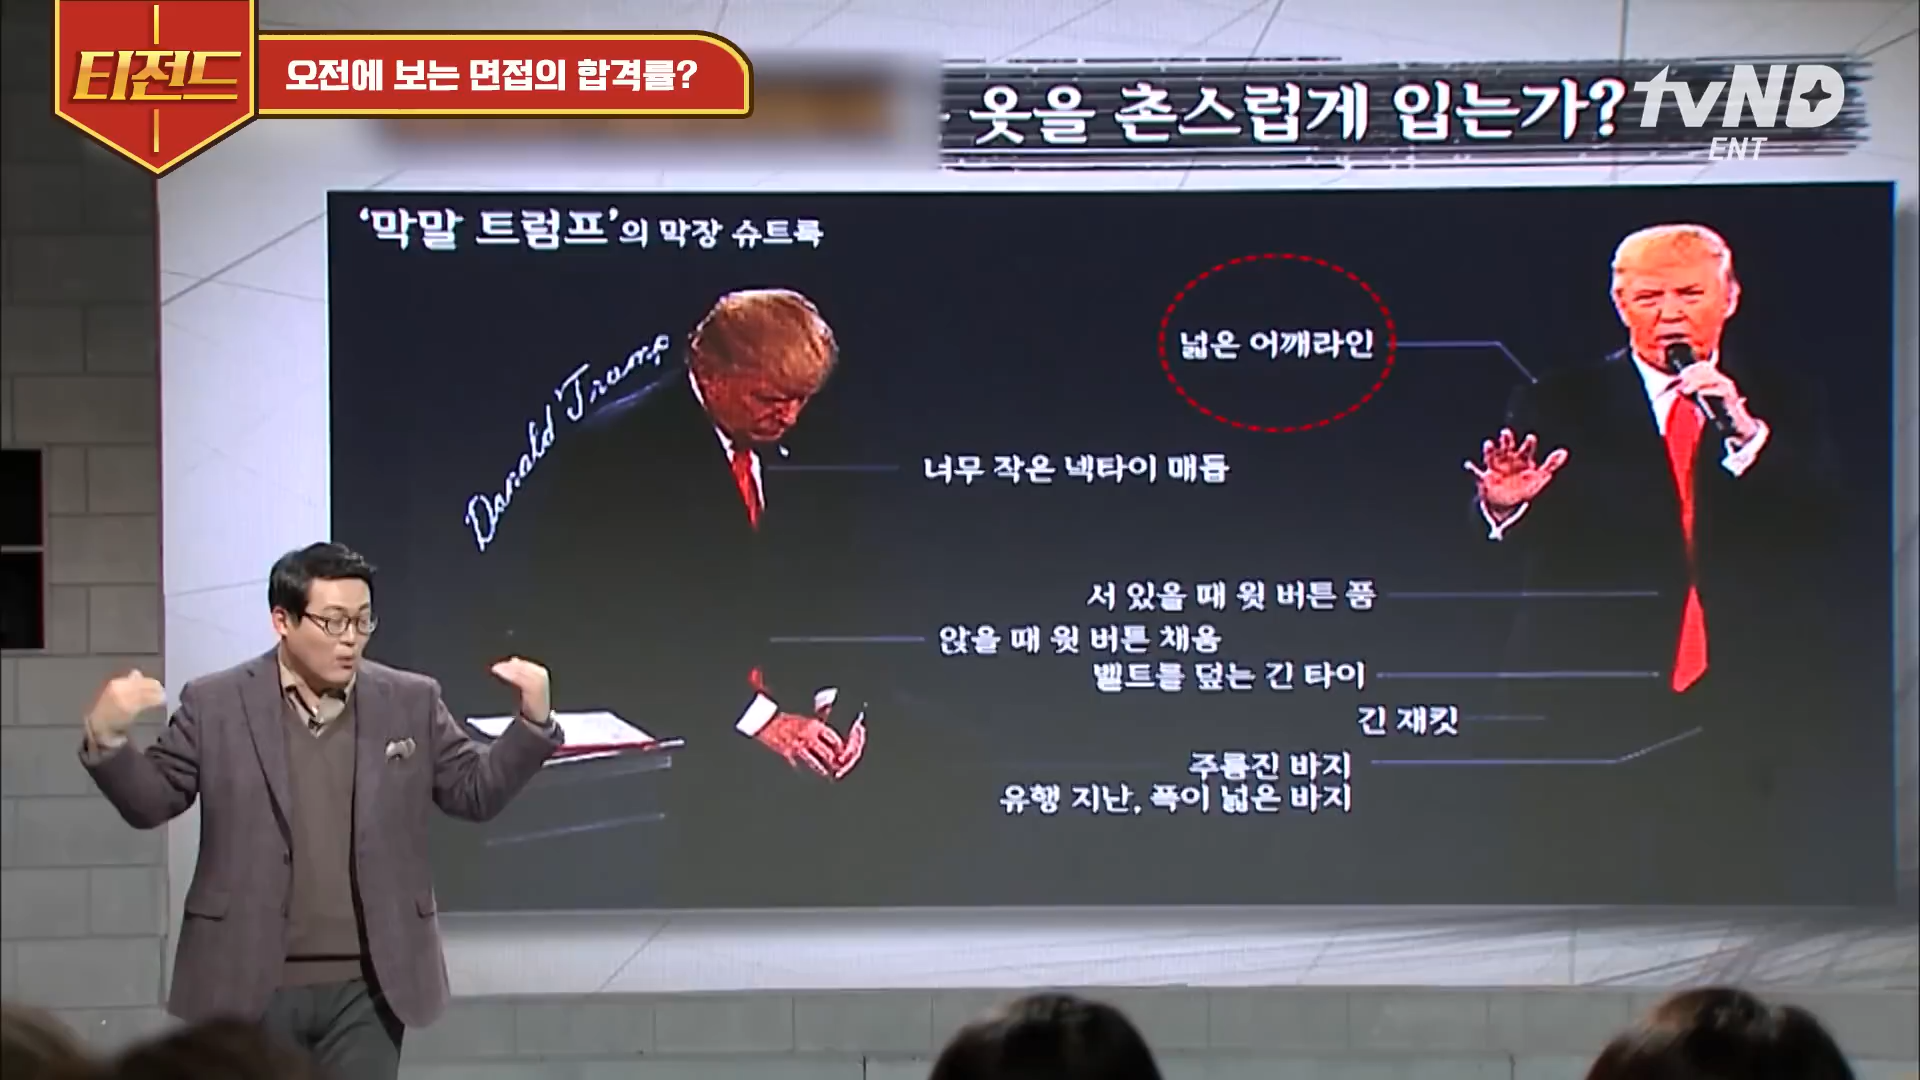 티전드
오전에 보는 면접의 합격률?
옷을 촌스럽게 입는가?
tvND
ENT
‘막말 트럼프’의 막장 슈트룩
Donald Trump
넓은 어깨라인
너무 작은 넥타이 매듭
서 있을 때 윗 버튼 품
앉을 때 윗 버튼 채움
벨트를 덮는 긴 타이
긴 재킷
주름진 바지
유행 지난, 폭이 넓은 바지